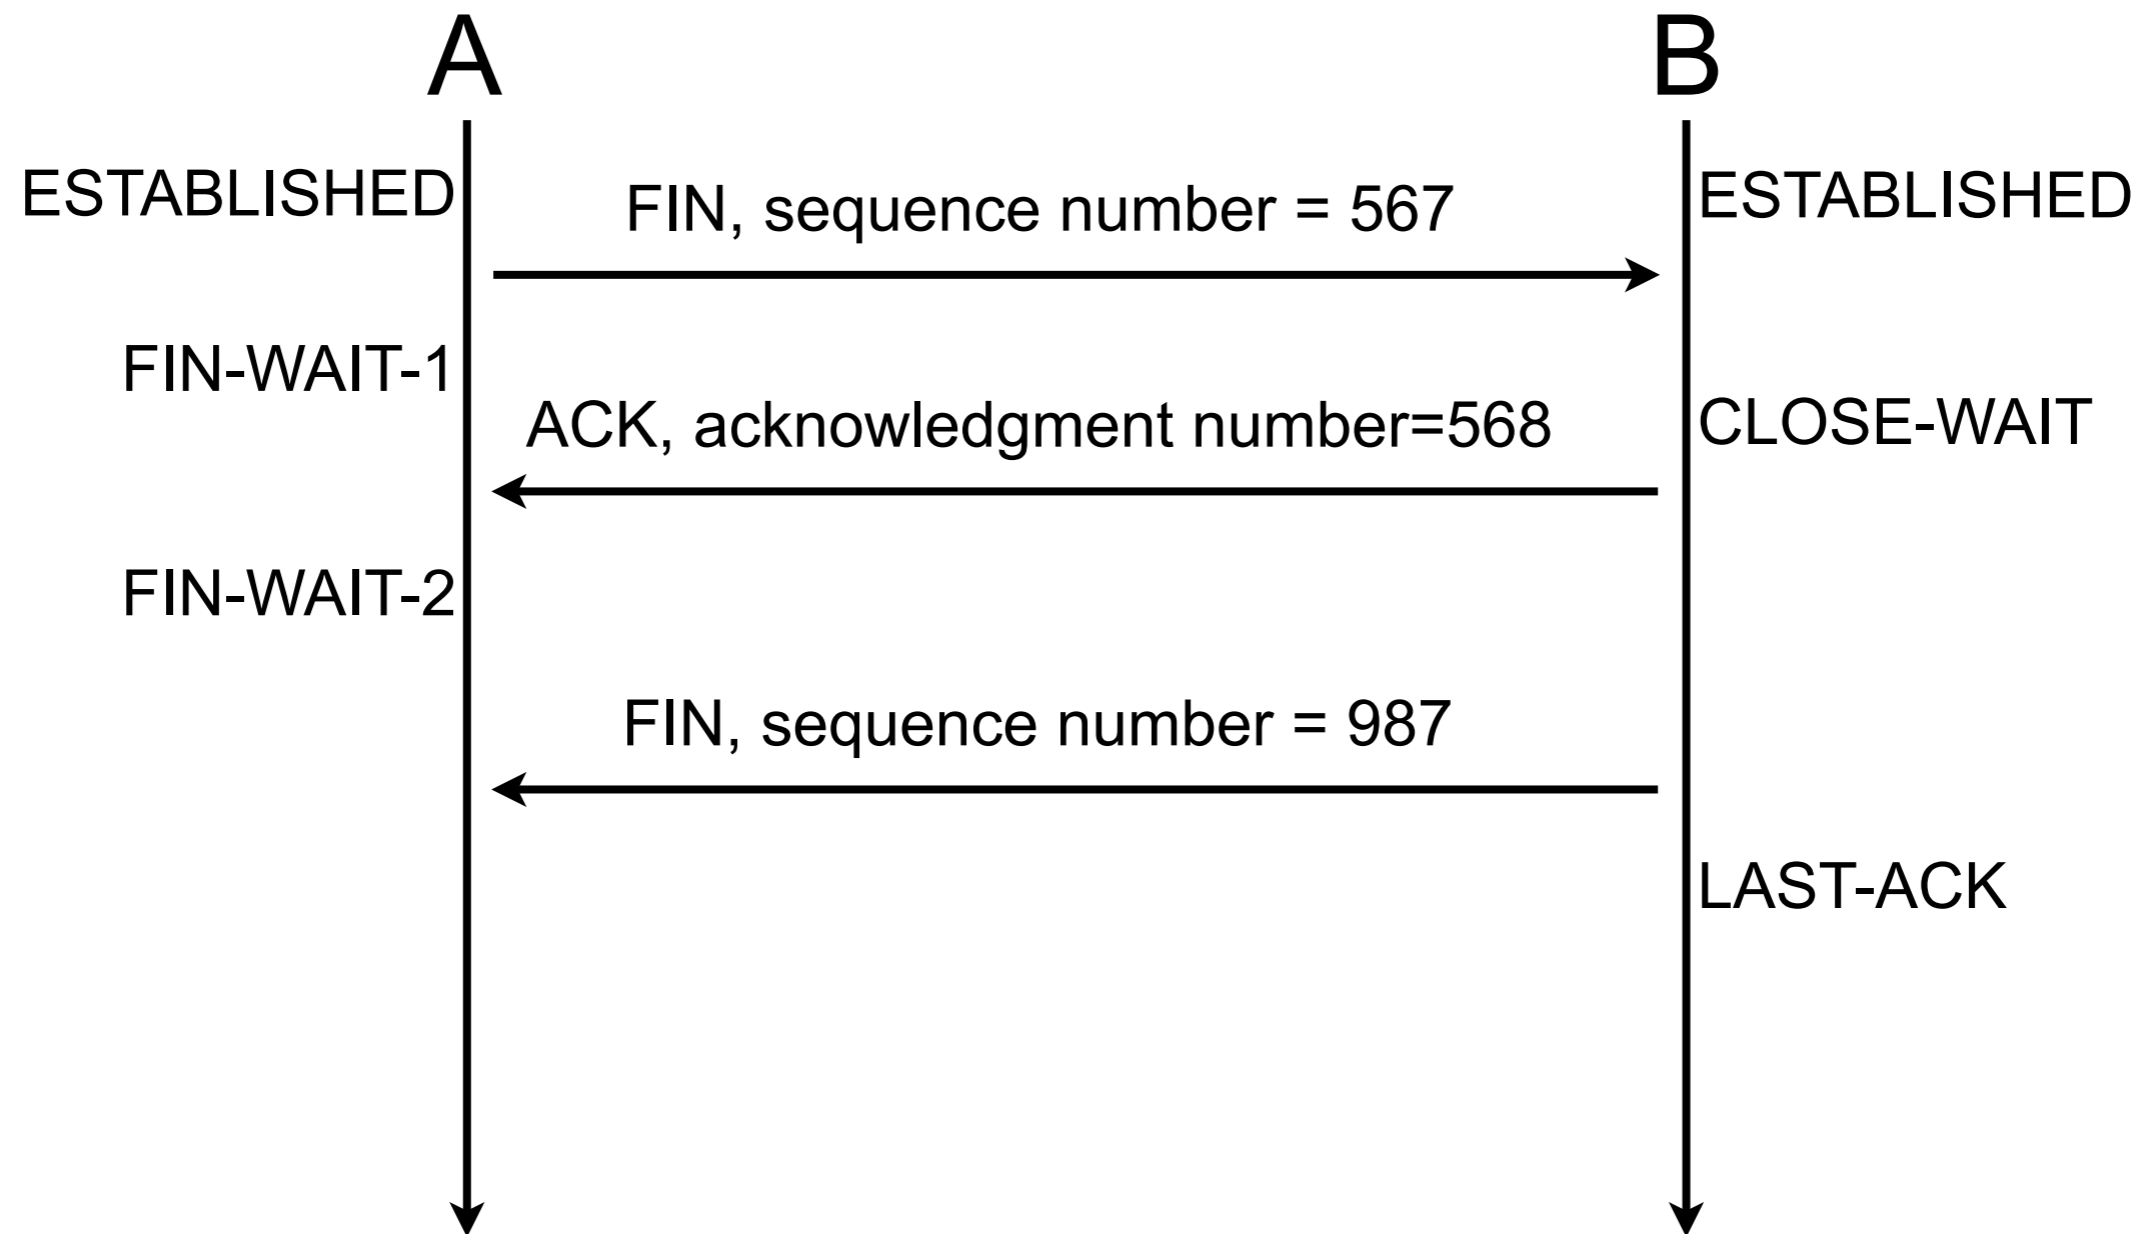 A
B
ESTABLISHED
FIN, sequence number = 567
ESTABLISHED
FIN-WAIT-1
ACK, acknowledgment number=568
CLOSE-WAIT
FIN-WAIT-2
FIN, sequence number = 987
LAST-ACK